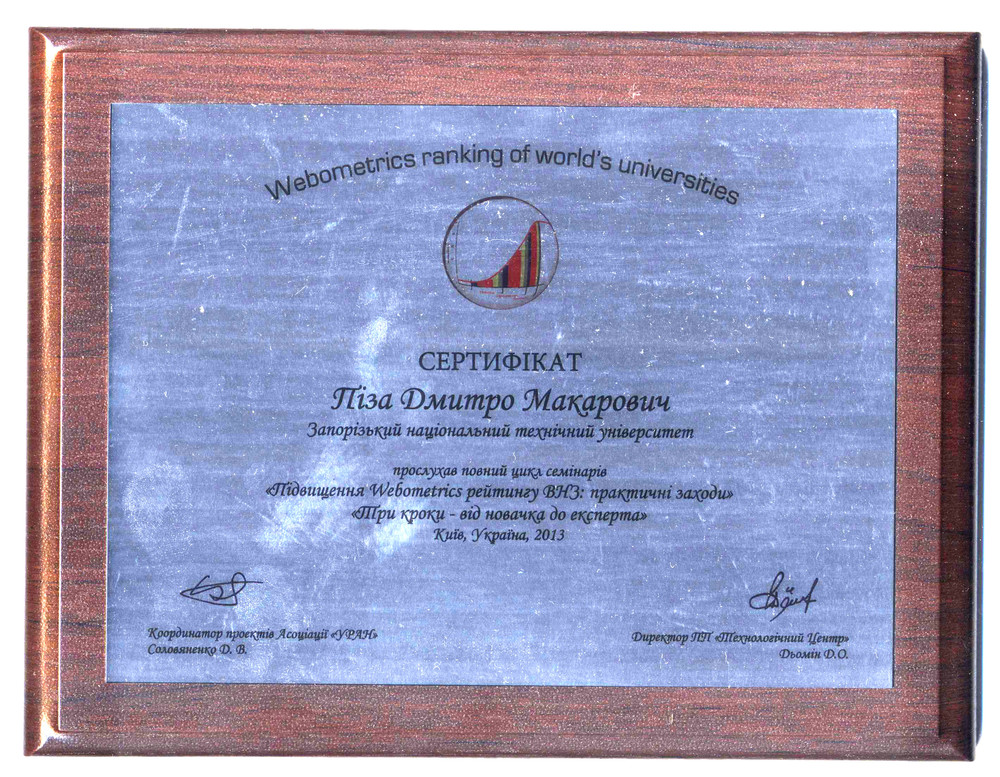 Webometrics ranking of world's universities
СЕРТИФІКАТ
Піза Дмитро Макарович
Запорізький національний технічний університет
прослухав повний цикл семінарів
«Підвищення Webometrics рейтингу ВНЗ: практичні заходи»
«Три кроки - від новачка до експерта»
Київ, Україна, 2013
Координатор проектів Асоціації «УРАН»
Соловяненко Д. В.
Директор ПП «Технологічний Центр»
Дьомін Д.О.